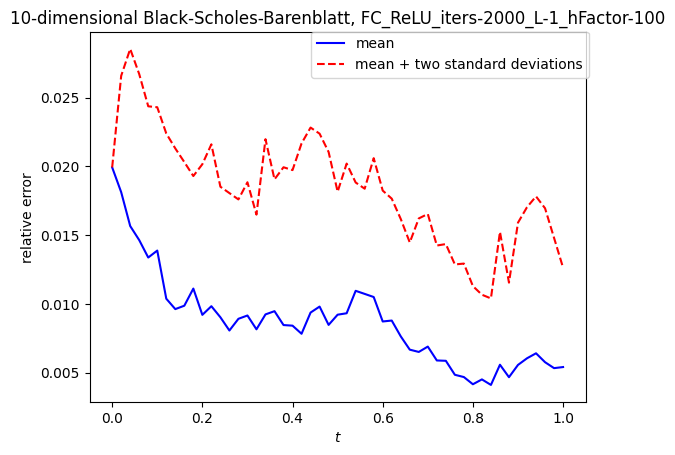 10-dimensional Black-Scholes-Barenblatt, FC_ReLU_iters-2000_L-1_hFactor-100
mean
mean + two standard deviations
relative error
0.025
0.020
0.015
0.010
0.005
0.0 0.2 0.4 0.6 0.8 1.0
t